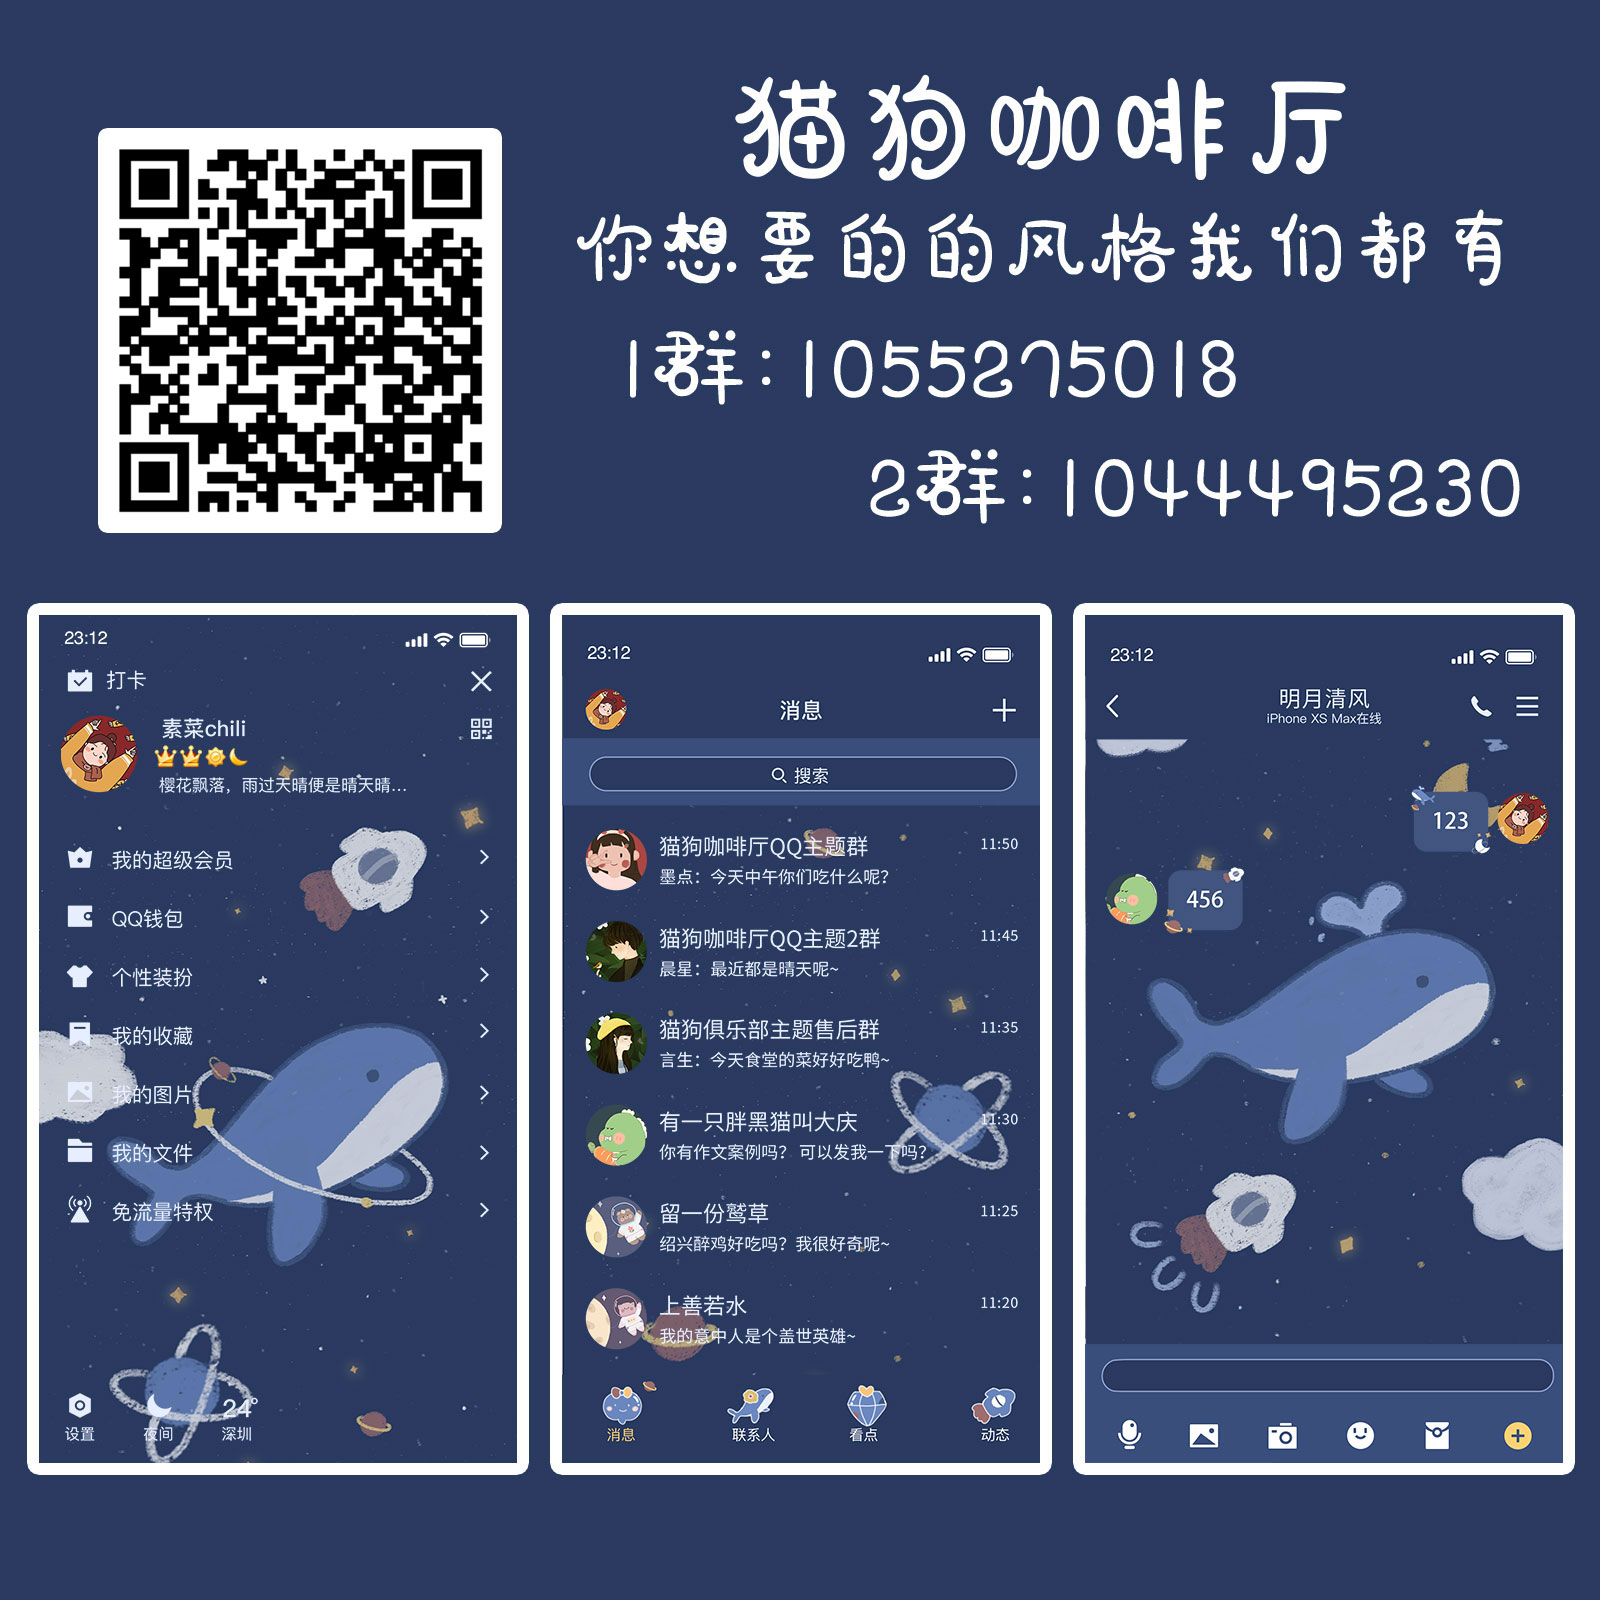 猫狗咖啡厅
你想要的的风格我们都有
1群:1055275018
2群:1044495230
23:12
打卡
素菜chili
樱花飘落，雨过天晴便是晴天晴…
我的超级会员
QQ钱包
个性装扮
我的收藏
我的图片
我的文件
免流量特权
24°
设置 夜间 深圳
23:12
消息
搜索
猫狗咖啡厅QQ主题群 11:50
墨点：今天中午你们吃什么呢？
猫狗咖啡厅QQ主题2群 11:45
晨星：最近都是晴天呢~
猫狗俱乐部主题售后群 11:35
言生：今天食堂的菜好好吃鸭~
有一只胖黑猫叫大庆 11:30
你有作文案例吗？可以发我一下吗？
留一份鹫草 11:25
绍兴醉鸡好吃吗？我很好奇呢~
上善若水 11:20
我的意中人是个盖世英雄~
消息 联系人 看点 动态
23:12
明月清风
iPhone XS Max在线
123
456